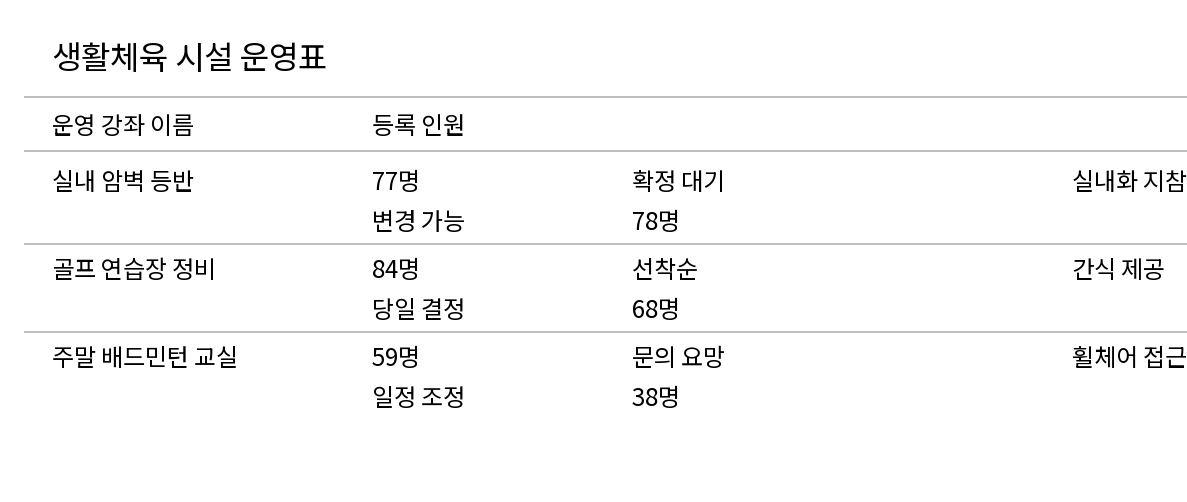 생활체육 시설 운영표
운영 강좌 이름 등록 인원
실내 암벽 등반 77명 확정 대기 실내화 지참
변경 가능 78명
골프 연습장 정비 84명 선착순 간식 제공
당일 결정 68명
주말 배드민턴 교실 59명 문의 요망 휠체어 접근
일정 조정 38명